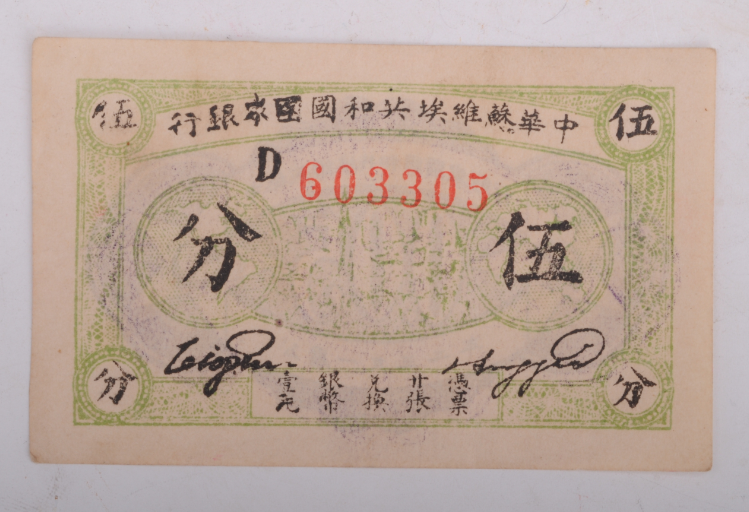 伍
中華蘇維埃共和國國家銀行
伍
D 603305
伍分
分
憑票廿張兌換銀幣壹元
分